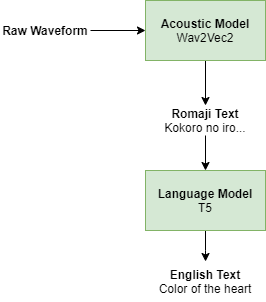 Raw Waveform
Acoustic Model
Wav2Vec2
Romaji Text
Kokoro no iro...
Language Model
T5
English Text
Color of the heart